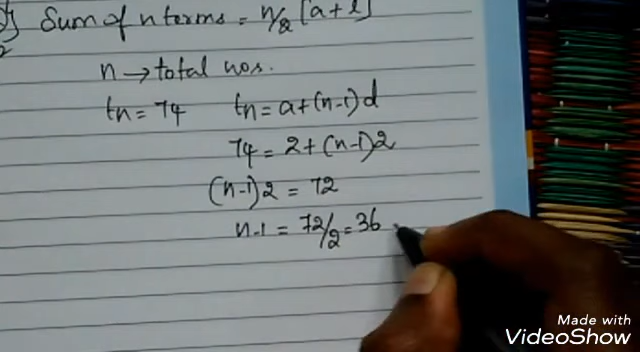 Sum of n terms = n/2 [a+l]
2
n → total nos.
tn = 74 tn = a+(n-1)d
74 = 2+(n-1)2
(n-1)2 = 72
n-1 = 72/2 = 36
Made with
VideoShow